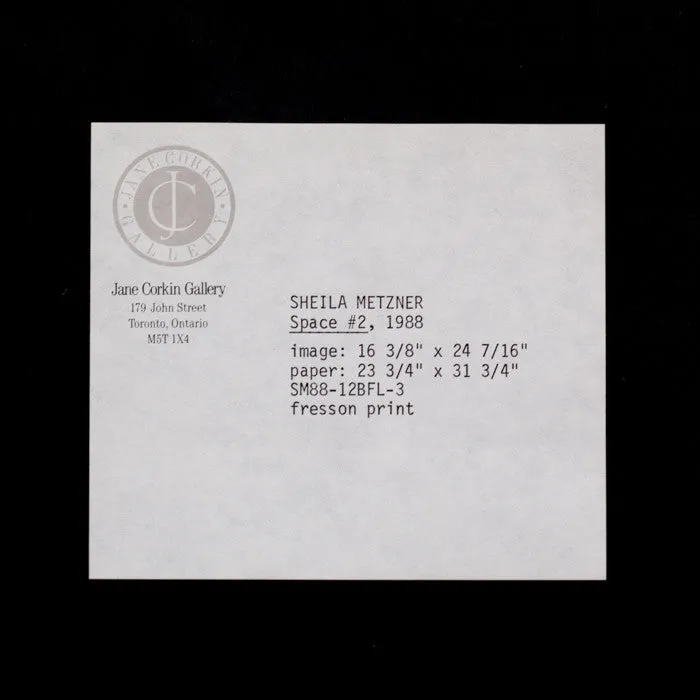 JANE CORKIN
GALLERY
JC
Jane Corkin Gallery
179 John Street
Toronto, Ontario
M5T 1X4
SHEILA METZNER
Space #2, 1988
image: 16 3/8" x 24 7/16"
paper: 23 3/4" x 31 3/4"
SM88-12BFL-3
fresson print